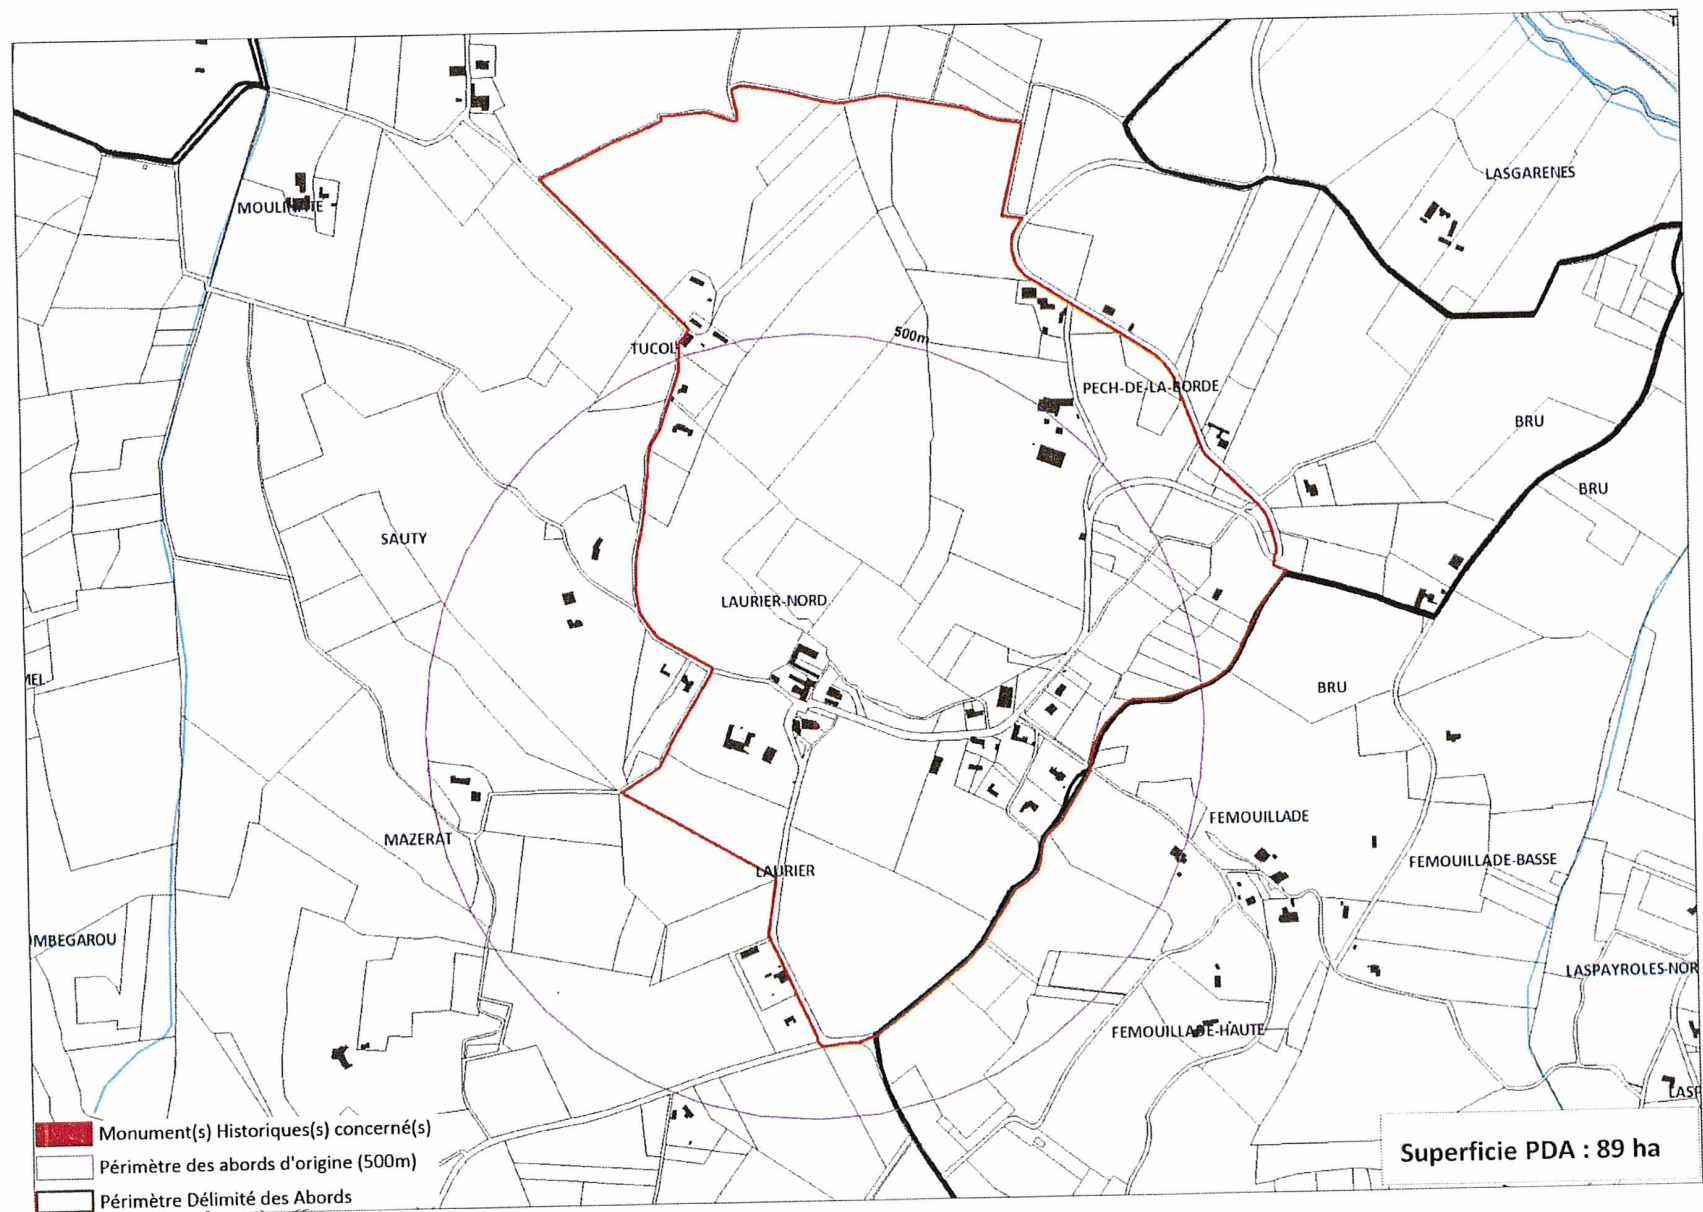 LASGARENES
MOULINATE
TUCOL
500m
PECH-DE-LA-BORDE
BRU
BRU
SAUTY
LAURIER-NORD
BRU
FEMOUILLADE
MAZERAT
FEMOUILLADE-BASSE
LAURIER
MBEGAROU
LASPAYROLES-NOR
FEMOUILLADE-HAUTE
LASP
Monument(s) Historiques(s) concerné(s)
Périmètre des abords d'origine (500m)
Périmètre Délimité des Abords
Superficie PDA : 89 ha